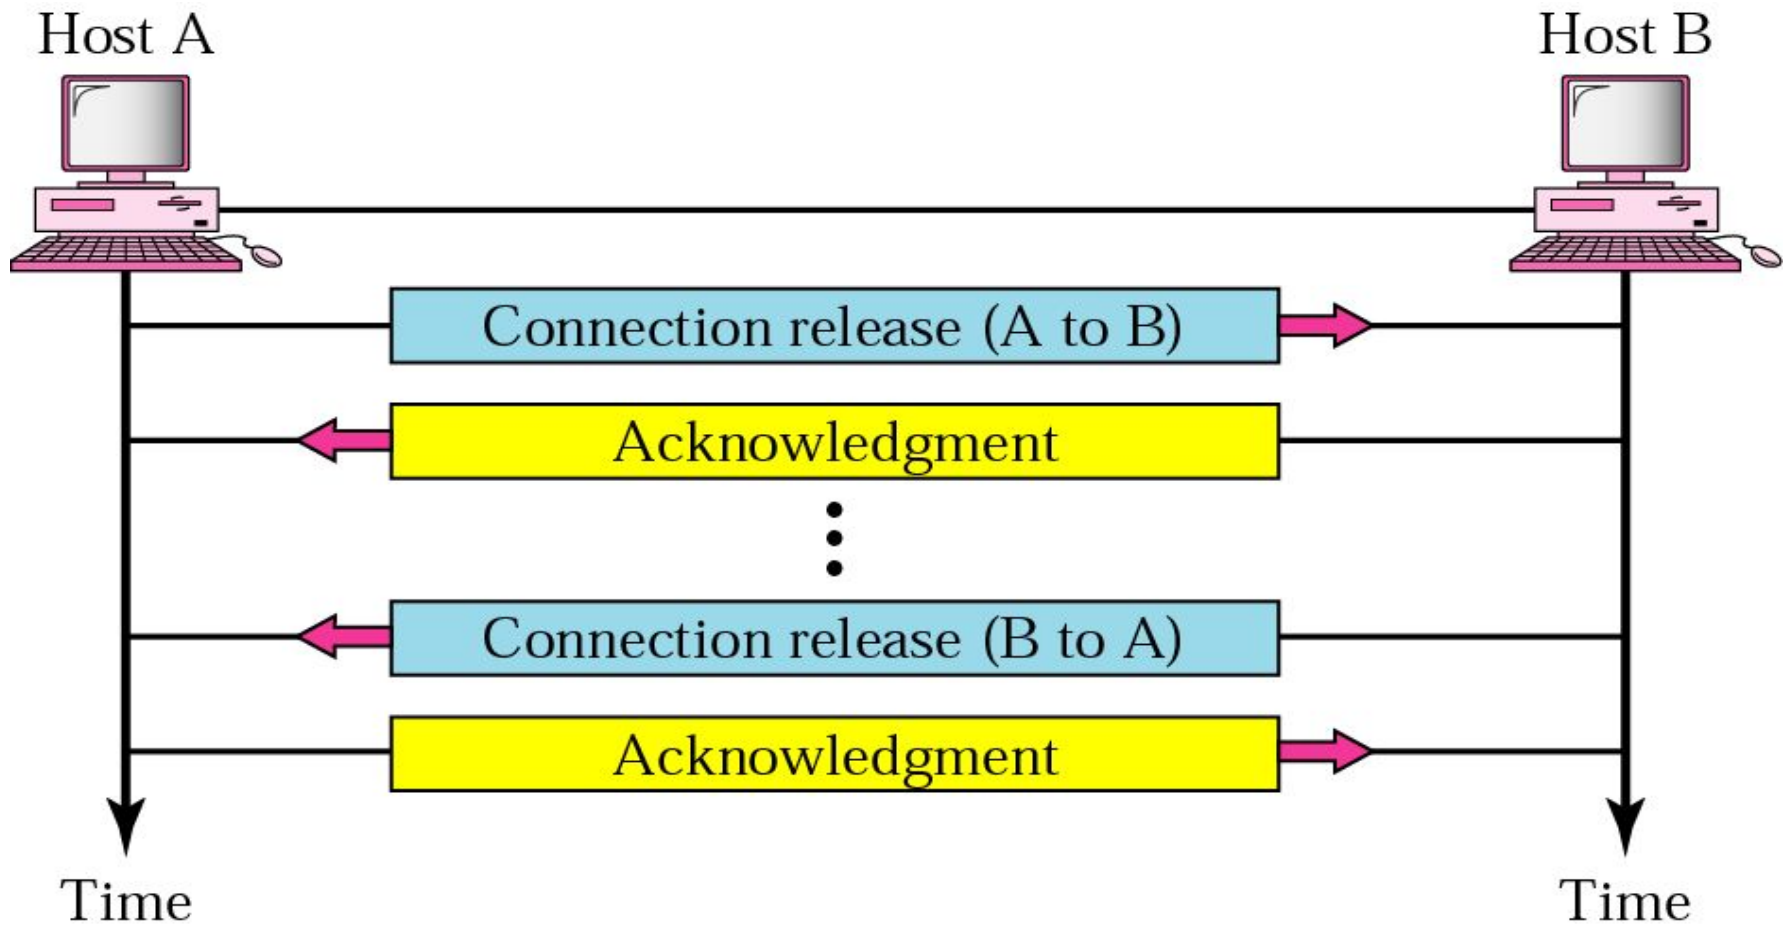 Host A
Host B
Connection release (A to B)
Acknowledgment
Connection release (B to A)
Acknowledgment
Time
Time